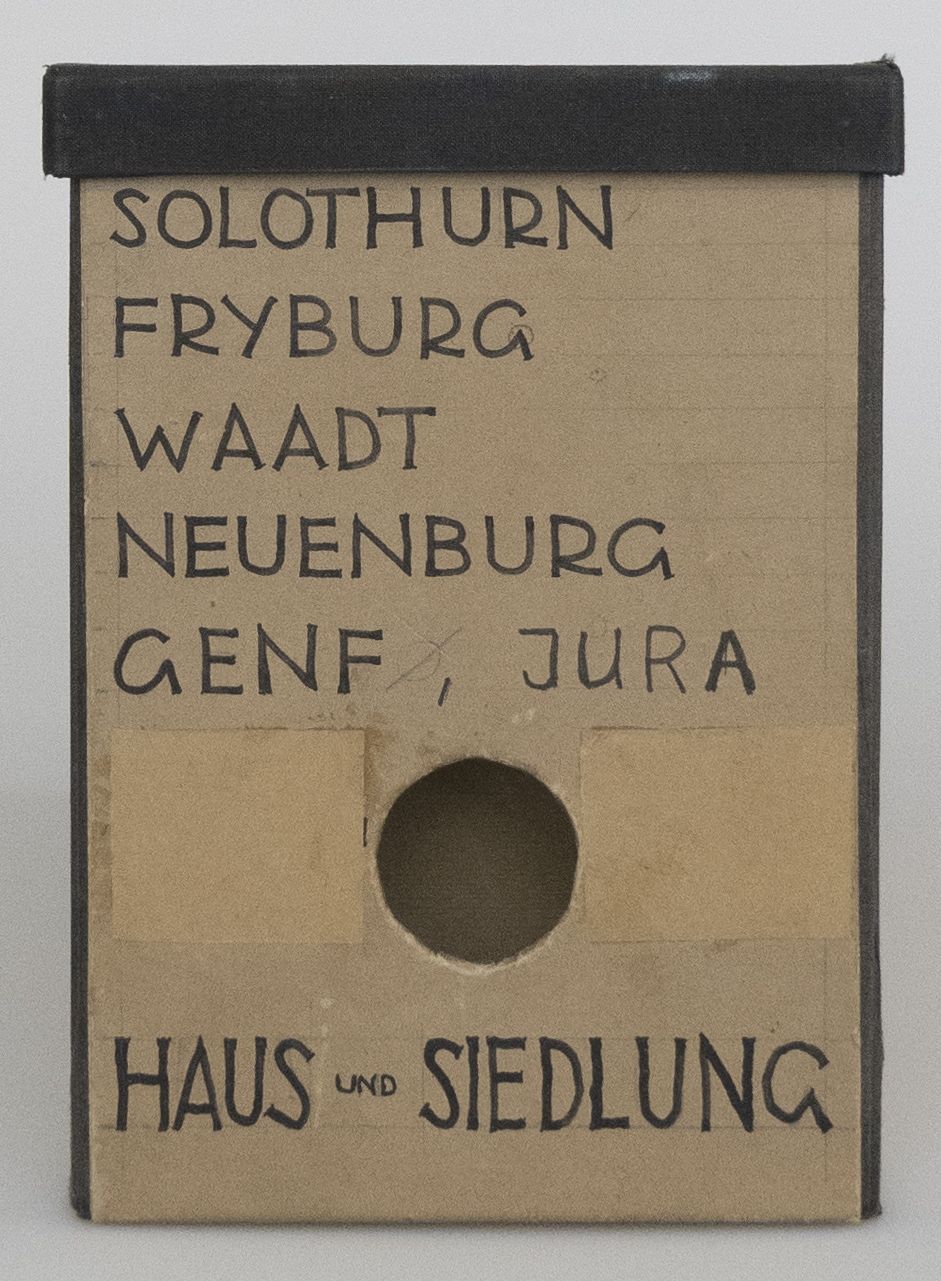 SOLOTHURN
FRYBURG
WAADT
NEUENBURG
GENF, JURA
HAUS UND SIEDLUNG